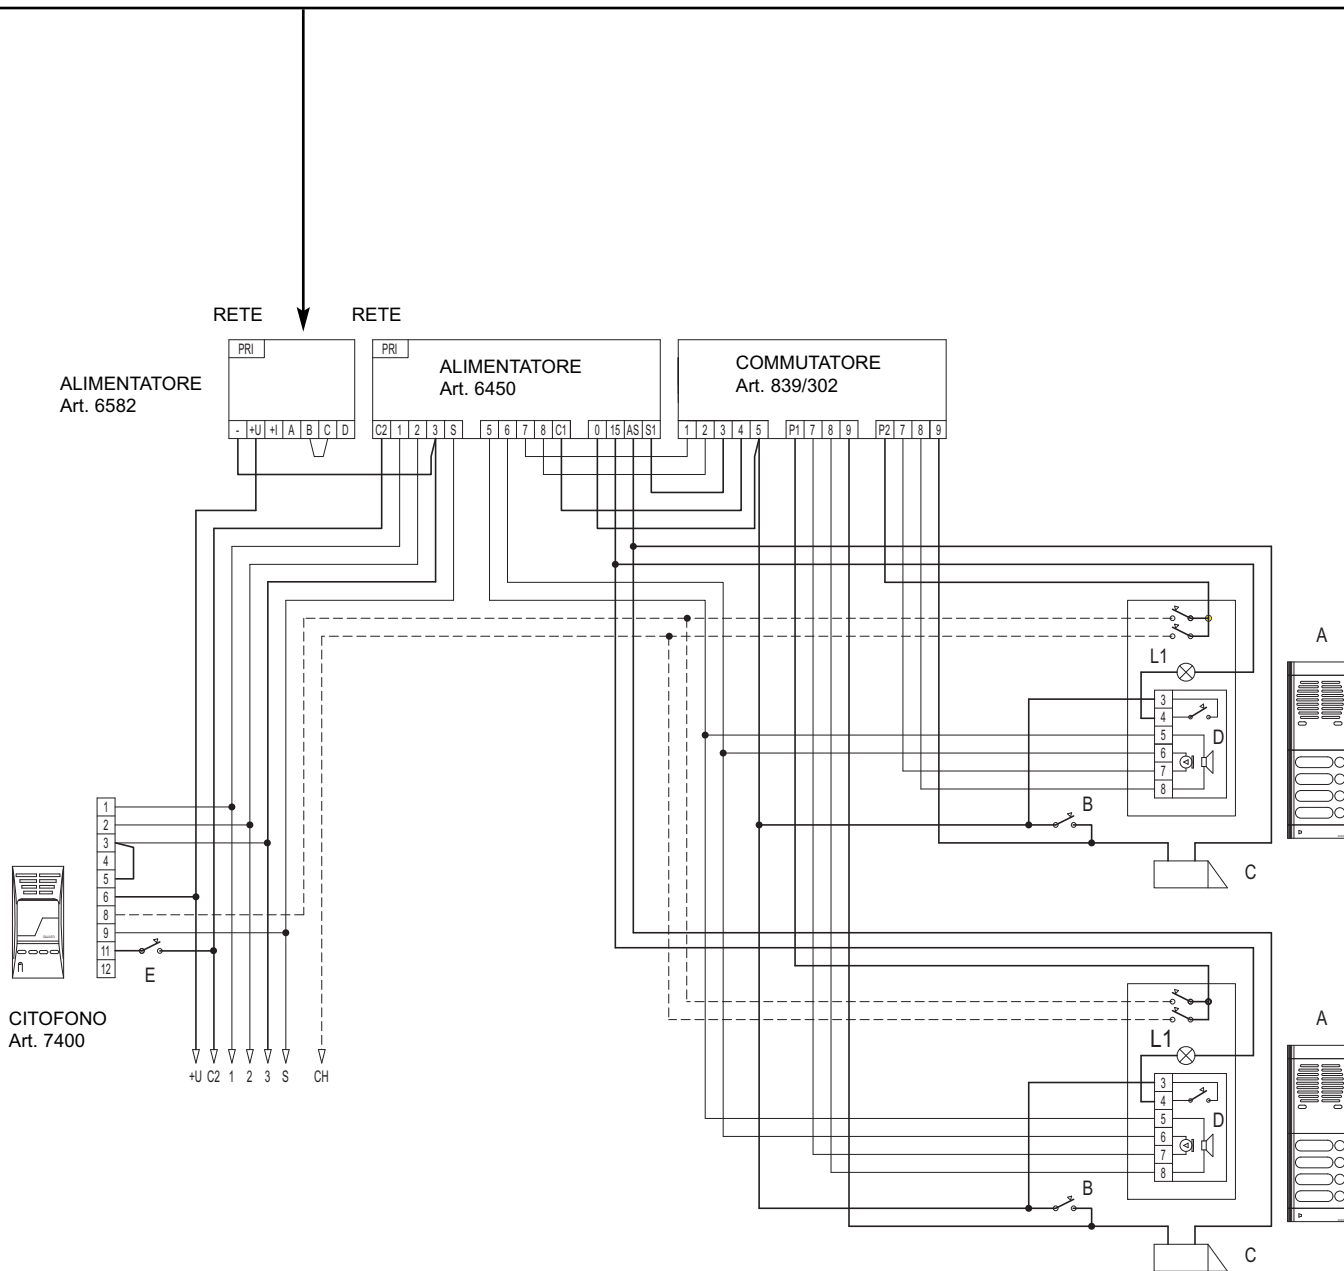 RETE
RETE
PRI
PRI
ALIMENTATORE
Art. 6582
ALIMENTATORE
Art. 6450
COMMUTATORE
Art. 839/302
- +U +I A B C D
C2 1 2 3 S 5 6 7 8 C1 0 15 AS S1
1 2 3 4 5 P1 7 8 9 P2 7 8 9
A
L1
3
4
5
6
7
8
D
B
C
1
2
3
4
5
6
8
9
11
12
E
CITOFONO
Art. 7400
+U C2 1 2 3 S CH
A
L1
3
4
5
6
7
8
D
B
C